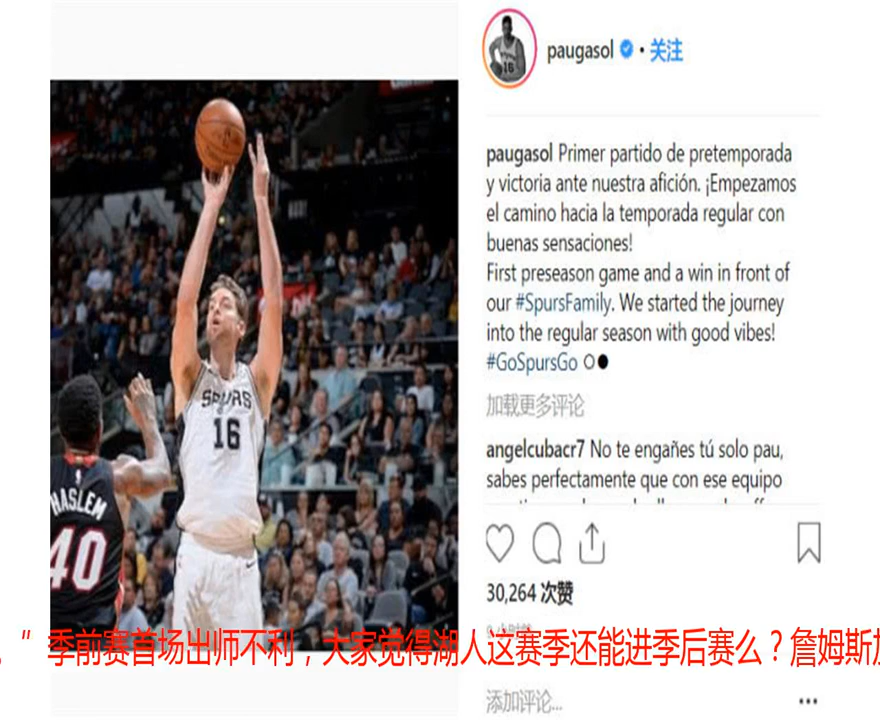 paugasol • 关注
paugasol Primer partido de pretemporada
y victoria ante nuestra afición. ¡Empezamos
el camino hacia la temporada regular con
buenas sensaciones!
First preseason game and a win in front of
our #SpursFamily. We started the journey
into the regular season with good vibes!
#GoSpursGo
加载更多评论
angelcubacr7 No te engañes tú solo pau,
sabes perfectamente que con ese equipo
30,264 次赞
”季前赛首场出师不利，大家觉得湖人这赛季还能进季后赛么？詹姆斯加
添加评论...
SPURS
16
HASLEM
40